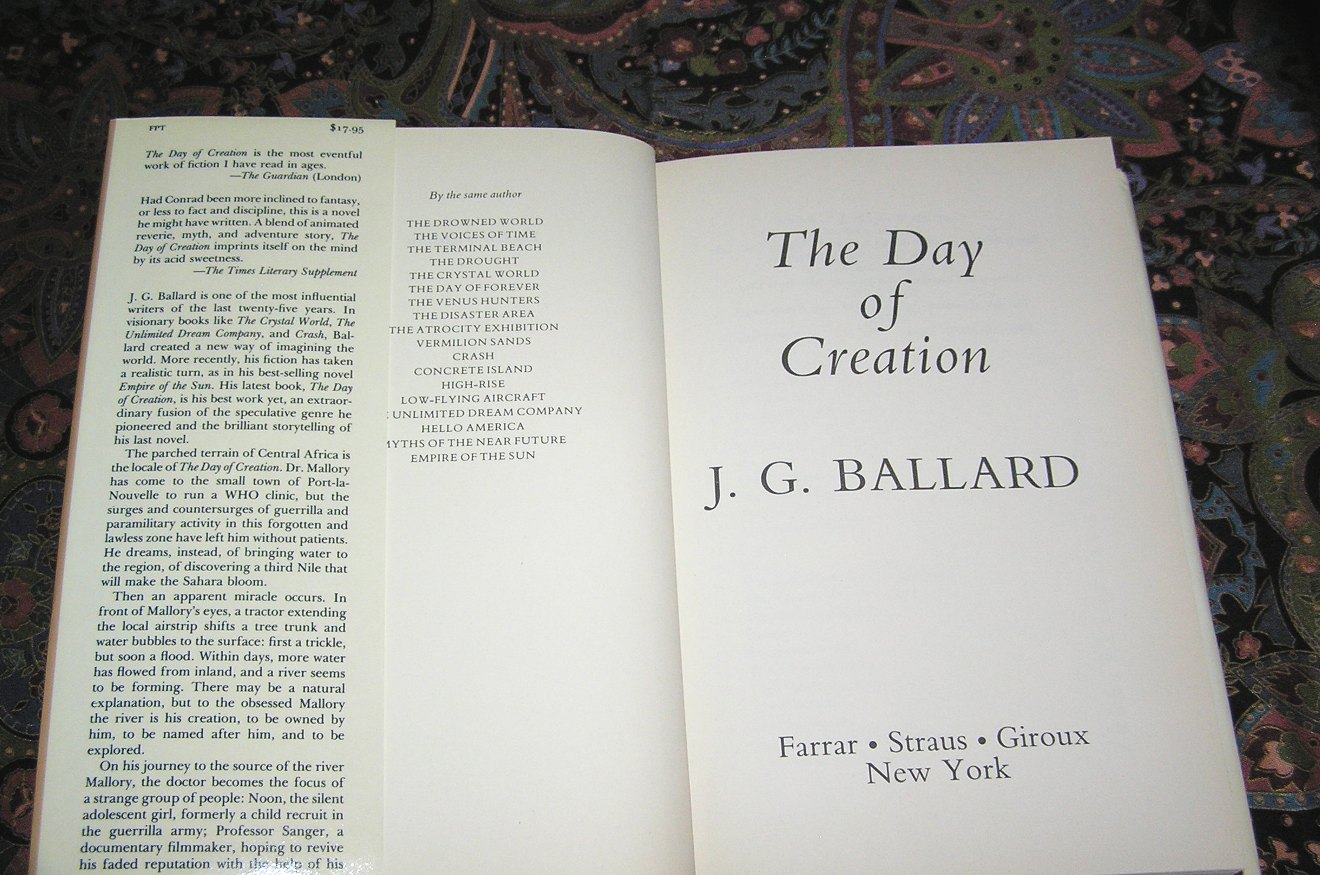 FPT $17.95
The Day of Creation is the most eventful
work of fiction I have read in ages.
—The Guardian (London)
Had Conrad been more inclined to fantasy,
or less to fact and discipline, this is a novel
he might have written. A blend of animated
reverie, myth, and adventure story, The
Day of Creation imprints itself on the mind
by its acid sweetness.
—The Times Literary Supplement
J. G. Ballard is one of the most influential
writers of the last twenty-five years. In
visionary books like The Crystal World, The
Unlimited Dream Company, and Crash, Bal-
lard created a new way of imagining the
world. More recently, his fiction has taken
a realistic turn, as in his best-selling novel
Empire of the Sun. His latest book, The Day
of Creation, is his best work yet, an extraor-
dinary fusion of the speculative genre he
pioneered and the brilliant storytelling of
his last novel.
The parched terrain of Central Africa is
the locale of The Day of Creation. Dr. Mallory
has come to the small town of Port-la-
Nouvelle to run a WHO clinic, but the
surges and countersurges of guerrilla and
paramilitary activity in this forgotten and
lawless zone have left him without patients.
He dreams, instead, of bringing water to
the region, of discovering a third Nile that
will make the Sahara bloom.
Then an apparent miracle occurs. In
front of Mallory's eyes, a tractor extending
the local airstrip shifts a tree trunk and
water bubbles to the surface: first a trickle,
but soon a flood. Within days, more water
has flowed from inland, and a river seems
to be forming. There may be a natural
explanation, but to the obsessed Mallory
the river is his creation, to be owned by
him, to be named after him, and to be
explored.
On his journey to the source of the river
Mallory, the doctor becomes the focus of
a strange group of people: Noon, the silent
adolescent girl, formerly a child recruit in
the guerrilla army; Professor Sanger, a
documentary filmmaker, hoping to revive
his faded reputation with the help of his
By the same author
THE DROWNED WORLD
THE VOICES OF TIME
THE TERMINAL BEACH
THE DROUGHT
THE CRYSTAL WORLD
THE DAY OF FOREVER
THE VENUS HUNTERS
THE DISASTER AREA
THE ATROCITY EXHIBITION
VERMILION SANDS
CRASH
CONCRETE ISLAND
HIGH-RISE
LOW-FLYING AIRCRAFT
UNLIMITED DREAM COMPANY
HELLO AMERICA
MYTHS OF THE NEAR FUTURE
EMPIRE OF THE SUN
The Day
of
Creation
J. G. BALLARD
Farrar • Straus • Giroux
New York